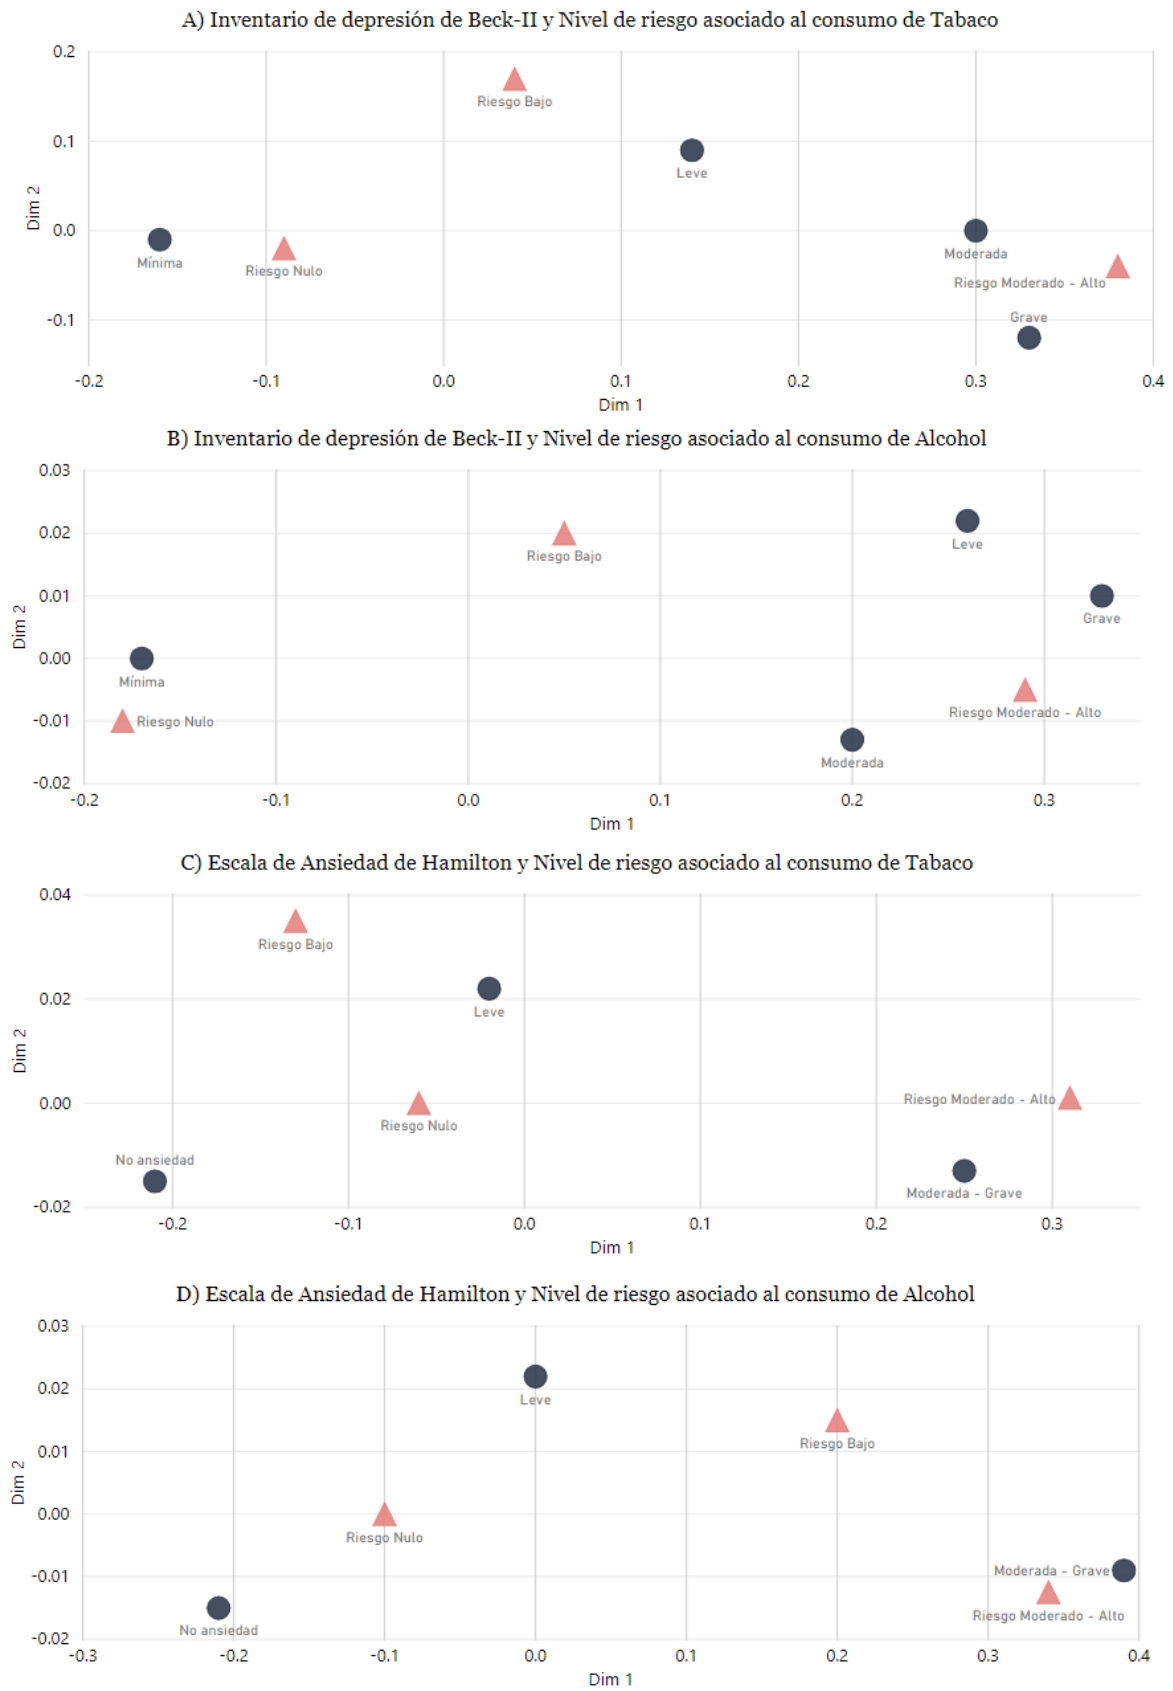 A) Inventario de depresión de Beck-II y Nivel de riesgo asociado al consumo de Tabaco
0.2
Riesgo Bajo
0.1
Leve
Dim 2
0.0
Mínima
Riesgo Nulo
Moderada
Riesgo Moderado - Alto
Grave
-0.1
-0.2 -0.1 0.0 0.1 0.2 0.3 0.4
Dim 1
B) Inventario de depresión de Beck-II y Nivel de riesgo asociado al consumo de Alcohol
0.03
0.02
Leve
Riesgo Bajo
0.01
Grave
Dim 2
0.00
Mínima
Riesgo Moderado - Alto
-0.01
Riesgo Nulo
Moderada
-0.02
-0.2 -0.1 0.0 0.1 0.2 0.3
Dim 1
C) Escala de Ansiedad de Hamilton y Nivel de riesgo asociado al consumo de Tabaco
0.04
Riesgo Bajo
0.02
Leve
Dim 2
0.00
Riesgo Moderado - Alto
Riesgo Nulo
No ansiedad
Moderada - Grave
-0.02
-0.2 -0.1 0.0 0.1 0.2 0.3
Dim 1
D) Escala de Ansiedad de Hamilton y Nivel de riesgo asociado al consumo de Alcohol
0.03
0.02
Leve
Riesgo Bajo
0.01
Dim 2
0.00
Riesgo Nulo
-0.01
Moderada - Grave
Riesgo Moderado - Alto
No ansiedad
-0.02
-0.3 -0.2 -0.1 0.0 0.1 0.2 0.3 0.4
Dim 1